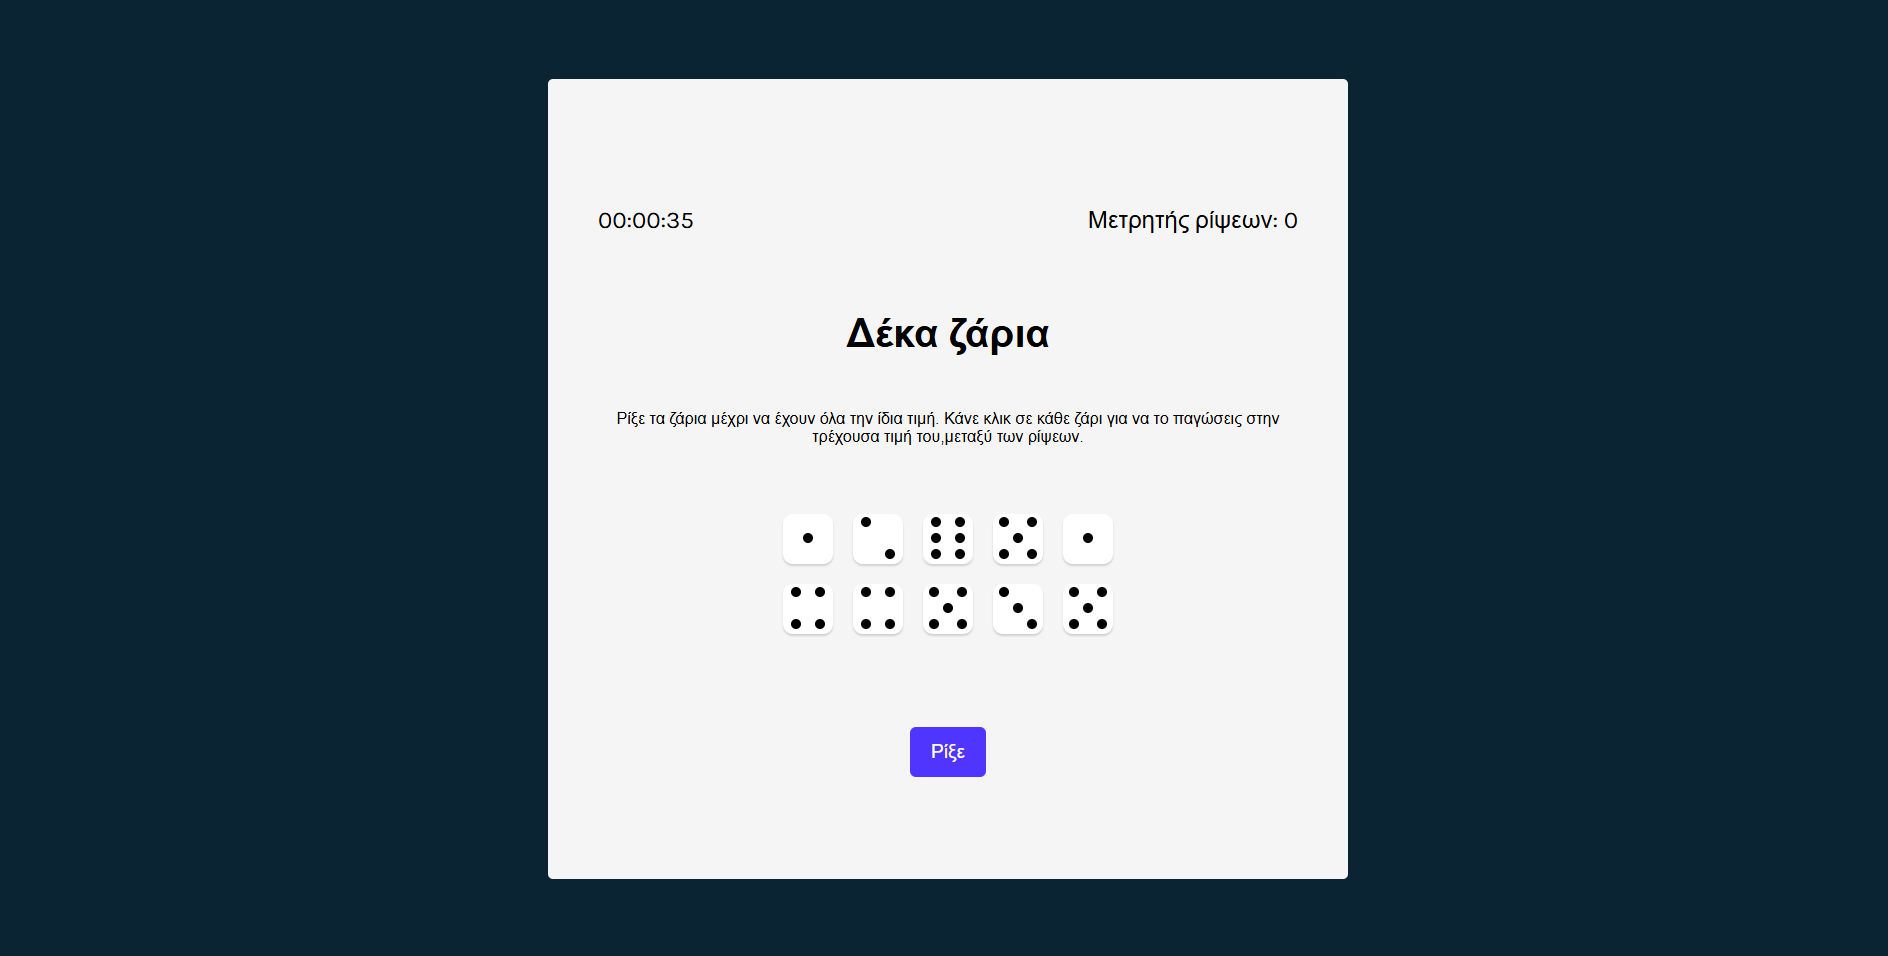 00:00:35
Μετρητής ρίψεων: 0
Δέκα ζάρια
Ρίξε τα ζάρια μέχρι να έχουν όλα την ίδια τιμή. Κάνε κλικ σε κάθε ζάρι για να το παγώσεις στην
τρέχουσα τιμή του,μεταξύ των ρίψεων.
Ρίξε